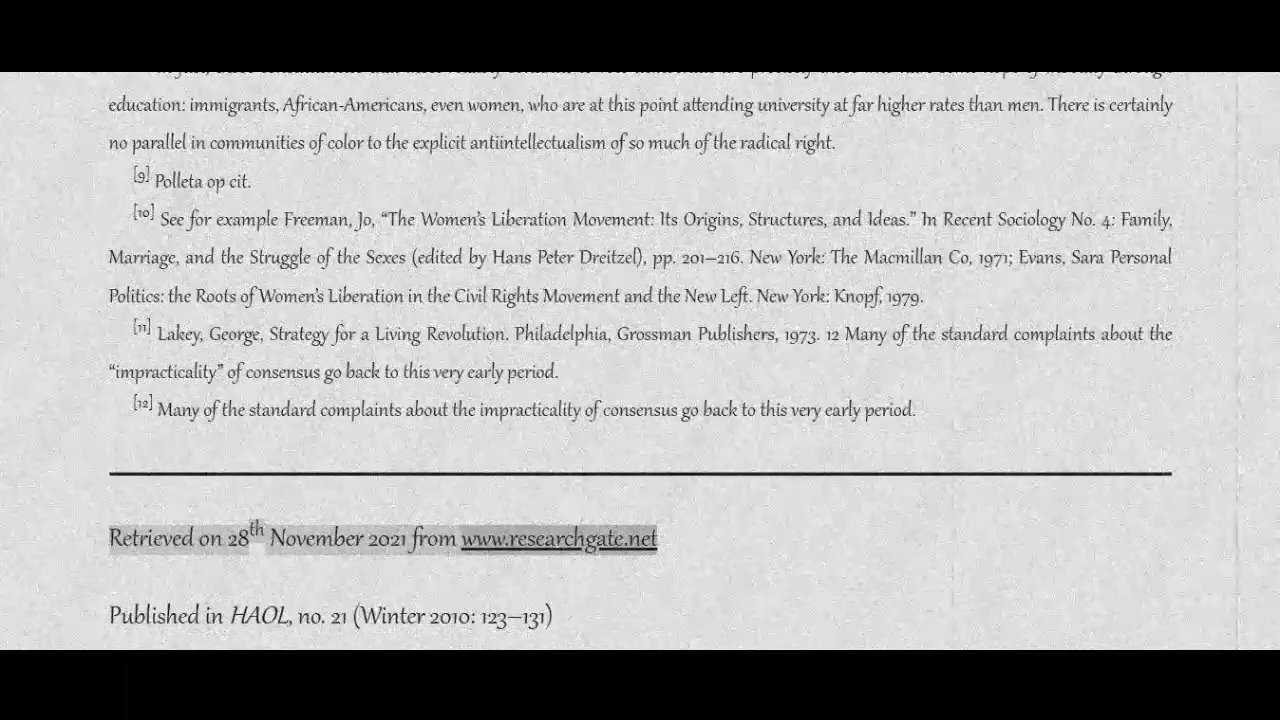 education: immigrants, African-Americans, even women, who are at this point attending university at far higher rates than men. There is certainly
no parallel in communities of color to the explicit antiintellectualism of so much of the radical right.
[9] Polleta op cit.
[10] See for example Freeman, Jo, “The Women’s Liberation Movement: Its Origins, Structures, and Ideas.” In Recent Sociology No. 4: Family,
Marriage, and the Struggle of the Sexes (edited by Hans Peter Dreitzel), pp. 201–216. New York: The Macmillan Co, 1971; Evans, Sara Personal
Politics: the Roots of Women’s Liberation in the Civil Rights Movement and the New Left. New York: Knopf, 1979.
[11] Lakey, George, Strategy for a Living Revolution. Philadelphia, Grossman Publishers, 1973. 12 Many of the standard complaints about the
“impracticality” of consensus go back to this very early period.
[12] Many of the standard complaints about the impracticality of consensus go back to this very early period.
Retrieved on 28th November 2021 from www.researchgate.net
Published in HAOL, no. 21 (Winter 2010: 123–131)